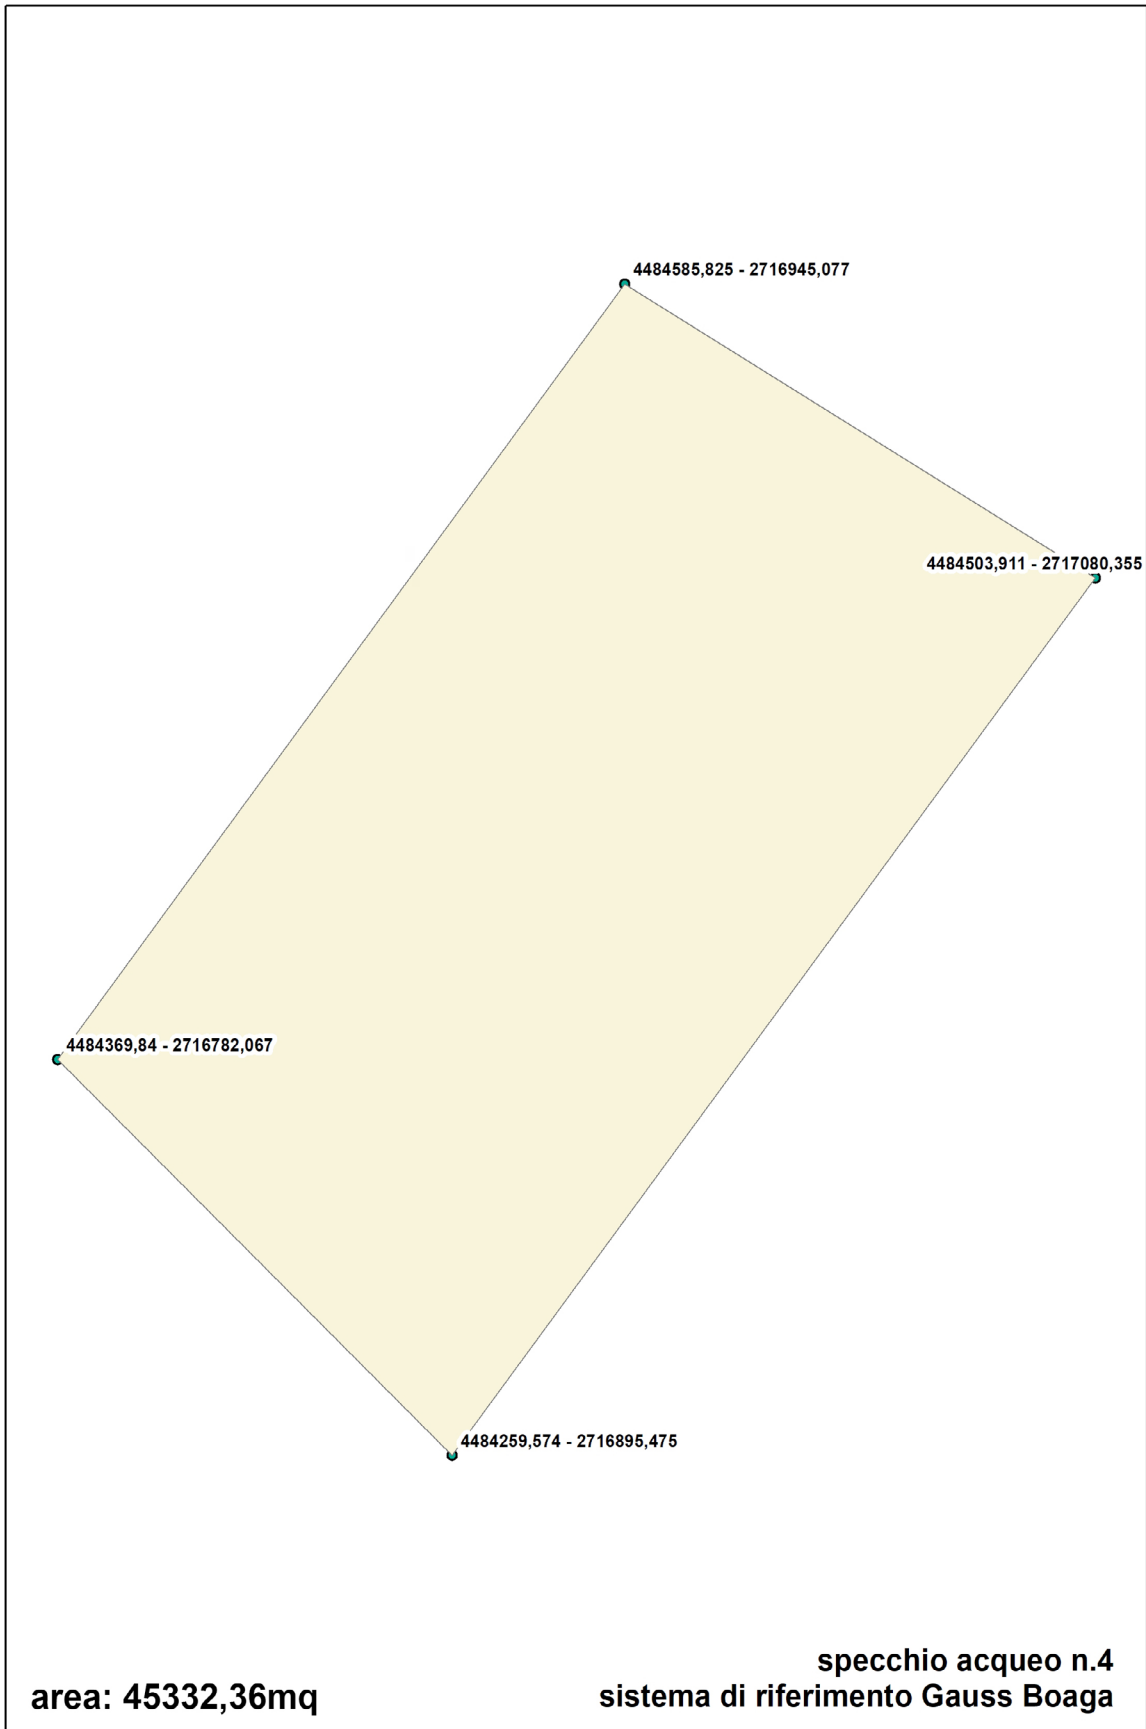 4484585,825 - 2716945,077
4484503,911 - 2717080,355
4484369,84 - 2716782,067
4484259,574 - 2716895,475
specchio acqueo n.4
area: 45332,36mq
sistema di riferimento Gauss Boaga